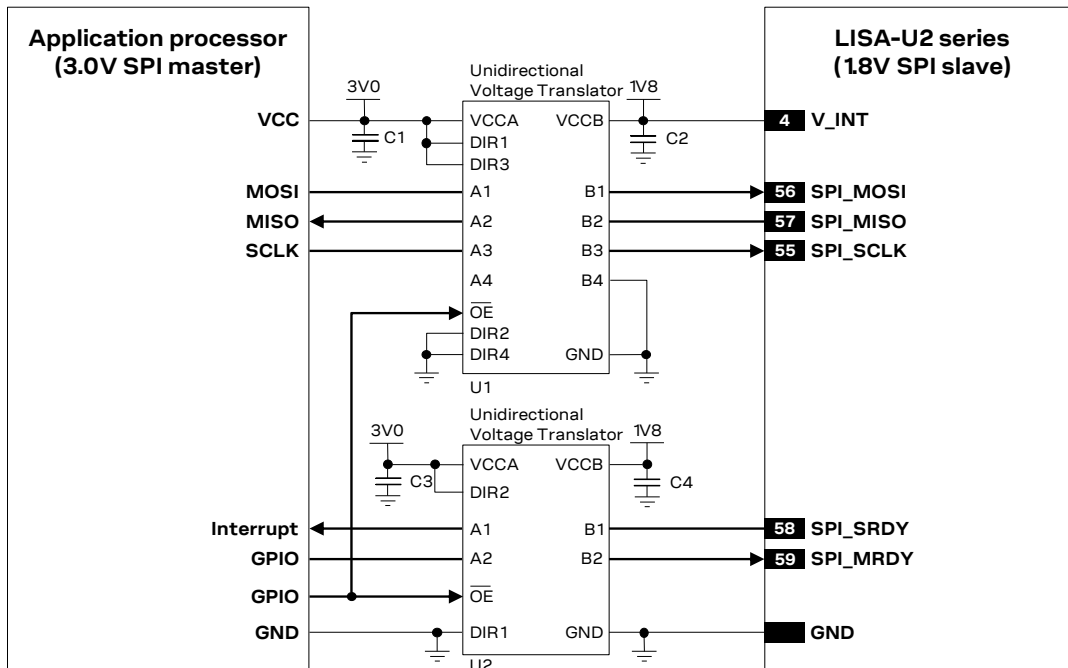 Application processor
(3.0V SPI master)
LISA-U2 series
(1.8V SPI slave)
Unidirectional
Voltage Translator
3V0
1V8
VCC
VCCA
VCCB
4
V_INT
C1
DIR1
C2
DIR3
MOSI
A1
B1
56
SPI_MOSI
MISO
A2
B2
57
SPI_MISO
SCLK
A3
B3
55
SPI_SCLK
A4
B4
OE
DIR2
DIR4
GND
U1
Unidirectional
Voltage Translator
3V0
1V8
VCCA
VCCB
C3
DIR2
C4
Interrupt
A1
B1
58
SPI_SRDY
GPIO
A2
B2
59
SPI_MRDY
GPIO
OE
GND
DIR1
GND
GND
U2